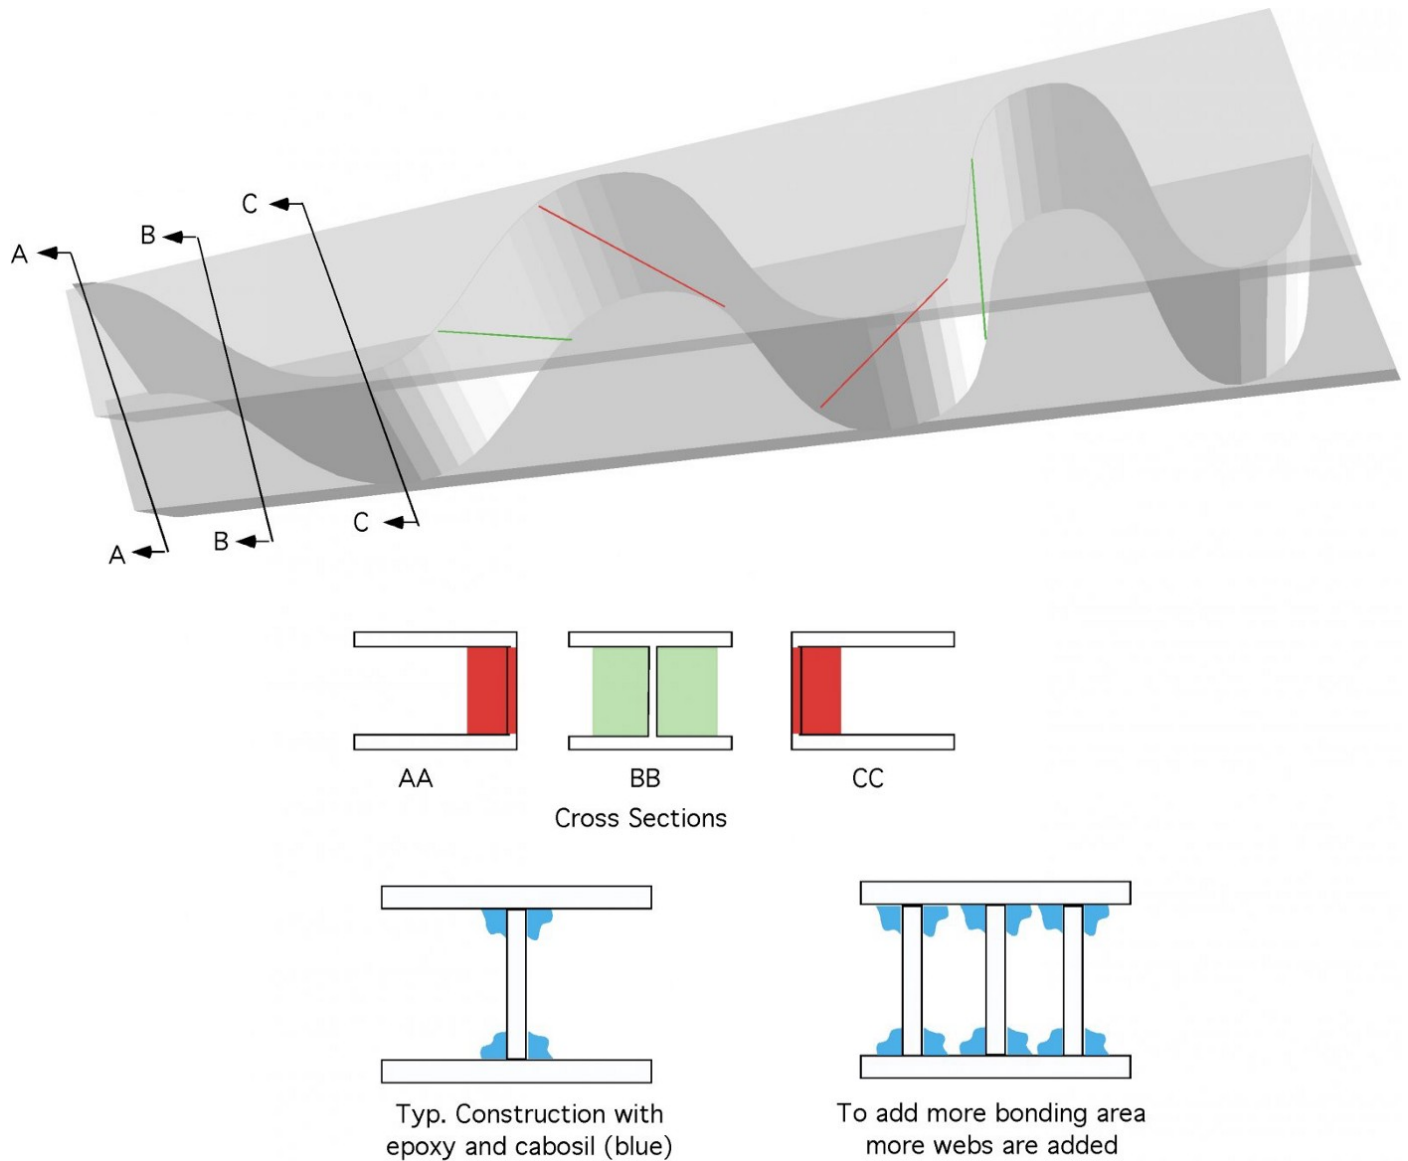 C
B
A
C
B
A
AA
BB
CC
Cross Sections
Typ. Construction with
epoxy and cabosil (blue)
To add more bonding area
more webs are added